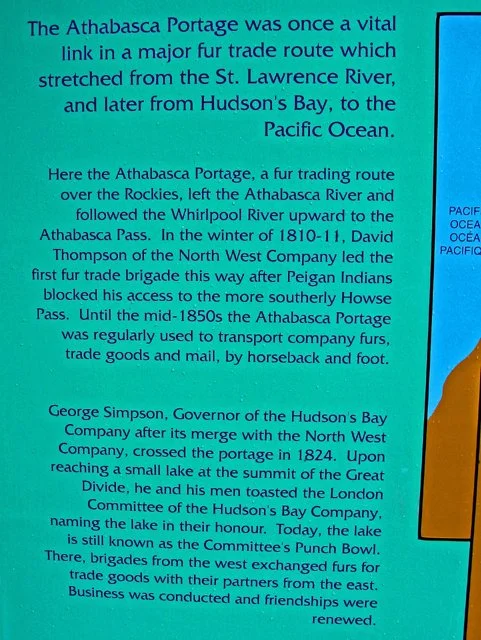 The Athabasca Portage was once a vital
link in a major fur trade route which
stretched from the St. Lawrence River,
and later from Hudson's Bay, to the
Pacific Ocean.
Here the Athabasca Portage, a fur trading route
over the Rockies, left the Athabasca River and
followed the Whirlpool River upward to the
Athabasca Pass. In the winter of 1810-11, David
Thompson of the North West Company led the
first fur trade brigade this way after Peigan Indians
blocked his access to the more southerly Howse
Pass. Until the mid-1850s the Athabasca Portage
was regularly used to transport company furs,
trade goods and mail, by horseback and foot.
George Simpson, Governor of the Hudson's Bay
Company after its merge with the North West
Company, crossed the portage in 1824. Upon
reaching a small lake at the summit of the Great
Divide, he and his men toasted the London
Committee of the Hudson's Bay Company,
naming the lake in their honour. Today, the lake
is still known as the Committee's Punch Bowl.
There, brigades from the west exchanged furs for
trade goods with their partners from the east.
Business was conducted and friendships were
renewed.
PACIF
OCEA
OCÉA
PACIFIQ